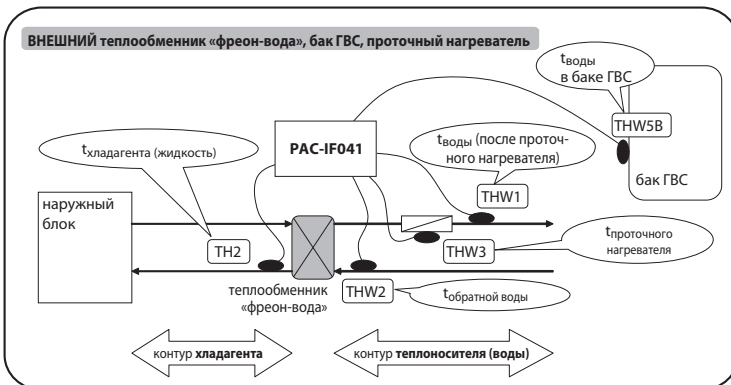 ВНЕШНИЙ теплообменник «фреон-вода», бак ГВС, проточный нагреватель
tводы
в баке ГВС
THW5B
бак ГВС
PAC-IF041
tводы (после проточ-
ного нагревателя)
THW1
tхладагента (жидкость)
наружный
блок
TH2
THW3
tпроточного
нагревателя
теплообменник
«фреон-вода»
THW2
tобратной воды
контур хладагента
контур теплоносителя (воды)